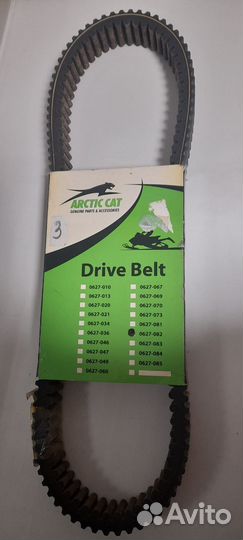 ARCTIC CAT
GENUINE PARTS & ACCESSORIES
3
Drive Belt
0627-010 0627-067
0627-013 0627-069
0627-020 0627-070
0627-021 0627-073
0627-034 0627-081
0627-036 0627-082
0627-046 0627-083
0627-047 0627-084
0627-049 0627-085
0627-060
Avito